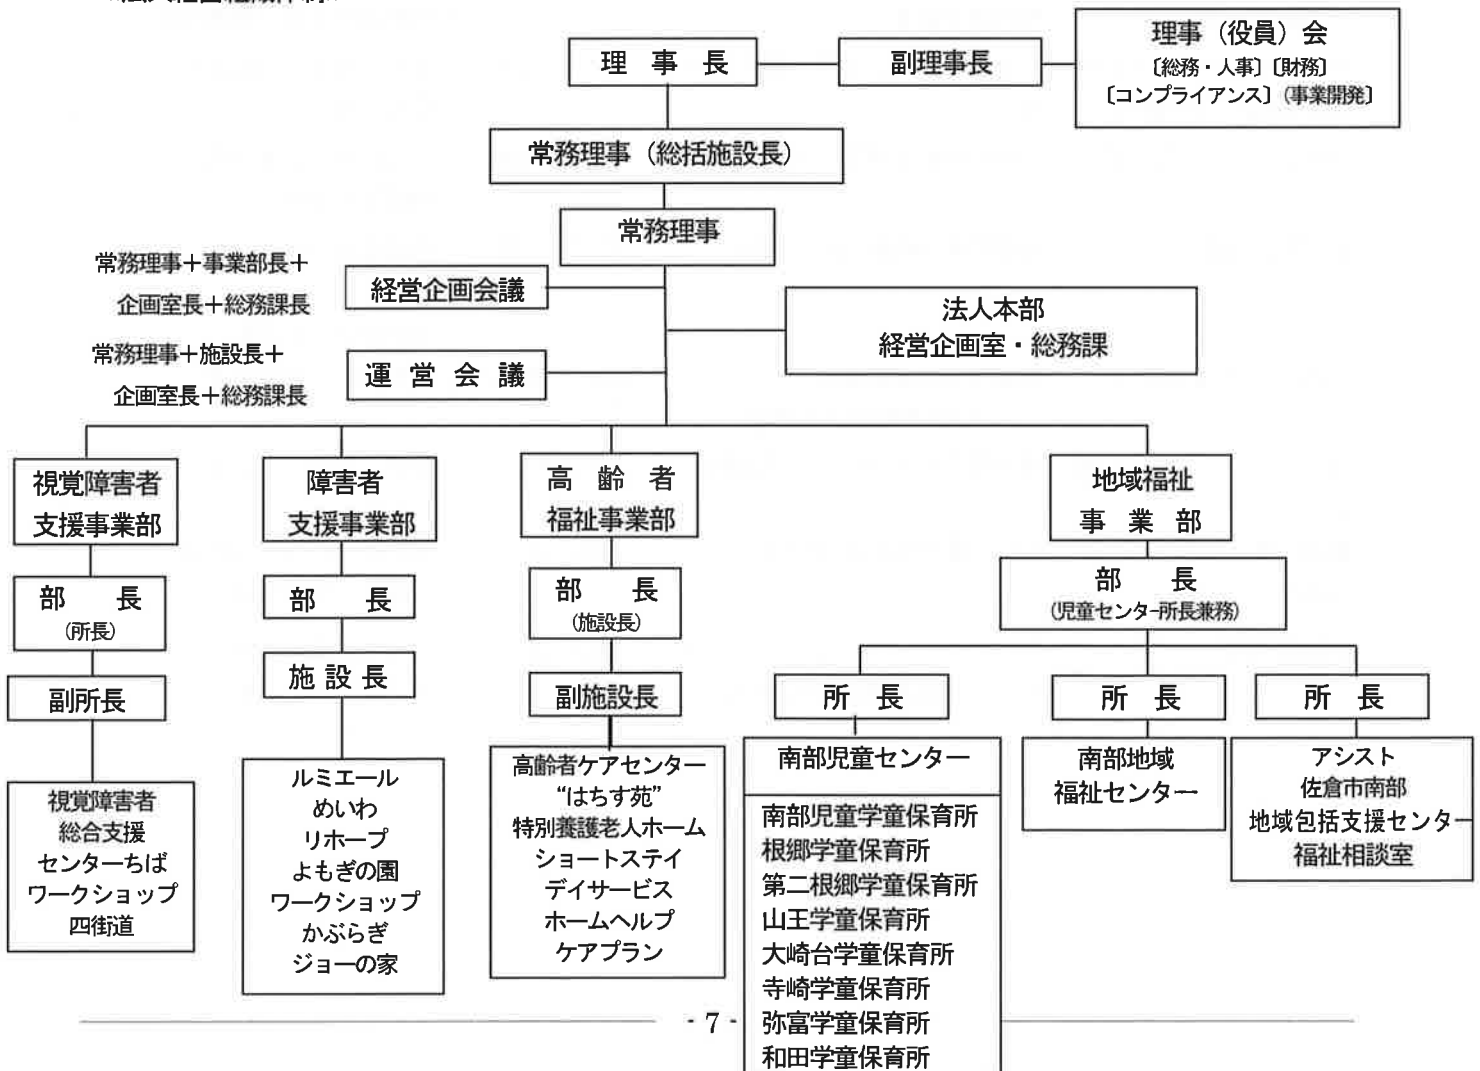 理事長
副理事長
理事（役員）会
〔総務・人事〕〔財務〕
〔コンプライアンス〕（事業開発〕
常務理事（総括施設長）
常務理事
常務理事＋事業部長＋
企画室長＋総務課長
経営企画会議
法人本部
経営企画室・総務課
常務理事＋施設長＋
企画室長＋総務課長
運営会議
視覚障害者
支援事業部
部長
（所長）
副所長
視覚障害者
総合支援
センターちば
ワークショップ
四街道
障害者
支援事業部
部長
施設長
ルミエール
めいわ
リホープ
よもぎの園
ワークショップ
かぶらぎ
ジョーの家
高齢者
福祉事業部
部長
（施設長）
副施設長
高齢者ケアセンター
“はちす苑”
特別養護老人ホーム
ショートステイ
デイサービス
ホームヘルプ
ケアプラン
地域福祉
事業部
部長
（児童センター所長兼務）
所長
南部児童センター
南部児童学童保育所
根郷学童保育所
第二根郷学童保育所
山王学童保育所
大崎台学童保育所
寺崎学童保育所
弥富学童保育所
和田学童保育所
所長
南部地域
福祉センター
所長
アシスト
佐倉市南部
地域包括支援センター
福祉相談室
- 7 -